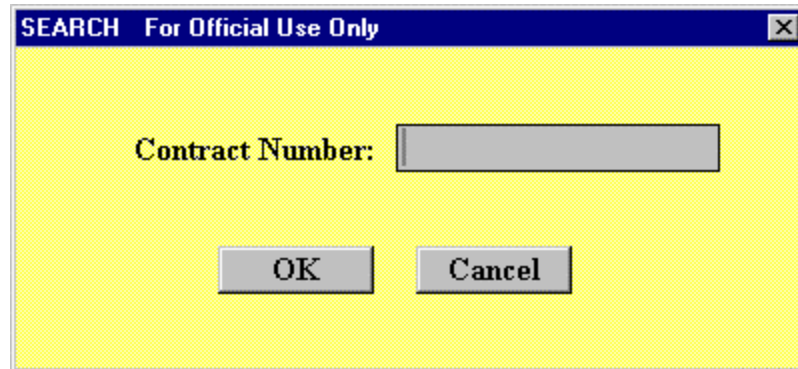 SEARCH For Official Use Only
Contract Number:
OK Cancel